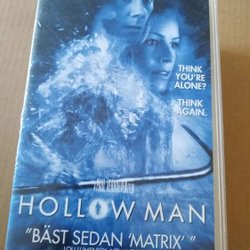 THINK
YOU'RE
ALONE?
THINK
AGAIN.
HOLLOW MAN
"BÄST SEDAN 'MATRIX'"